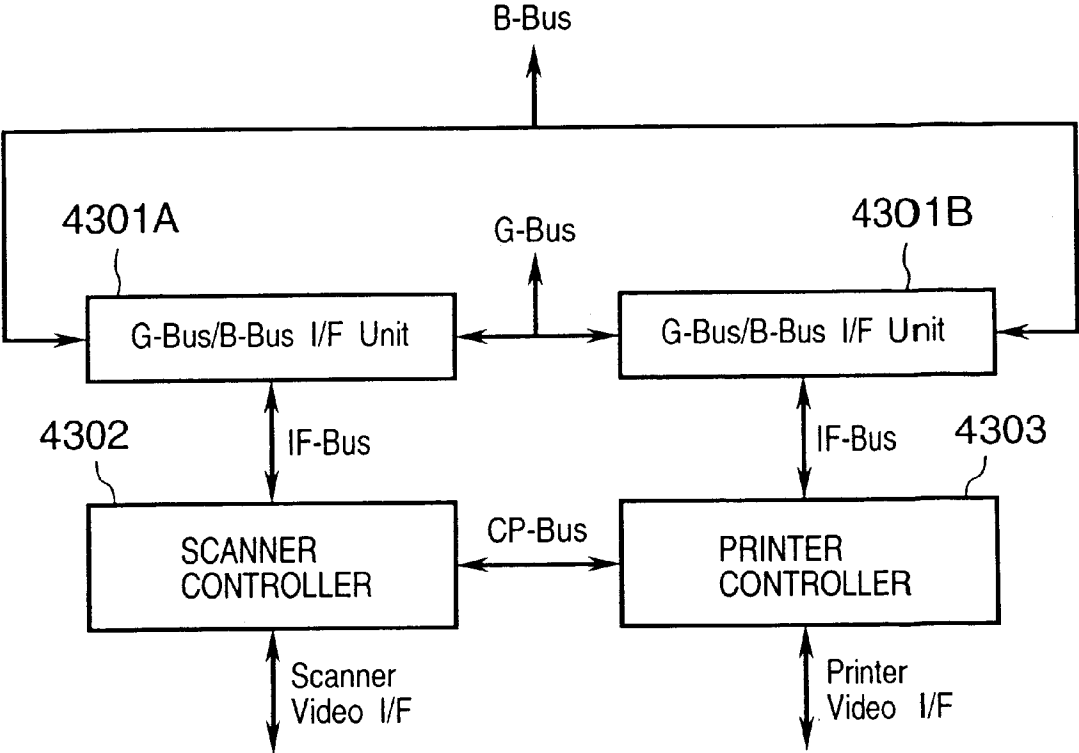 B-Bus
4301A
G-Bus
4301B
G-Bus/B-Bus I/F Unit
G-Bus/B-Bus I/F Unit
4302
IF-Bus
IF-Bus
4303
SCANNER
CONTROLLER
CP-Bus
PRINTER
CONTROLLER
Scanner
Video I/F
Printer
Video I/F